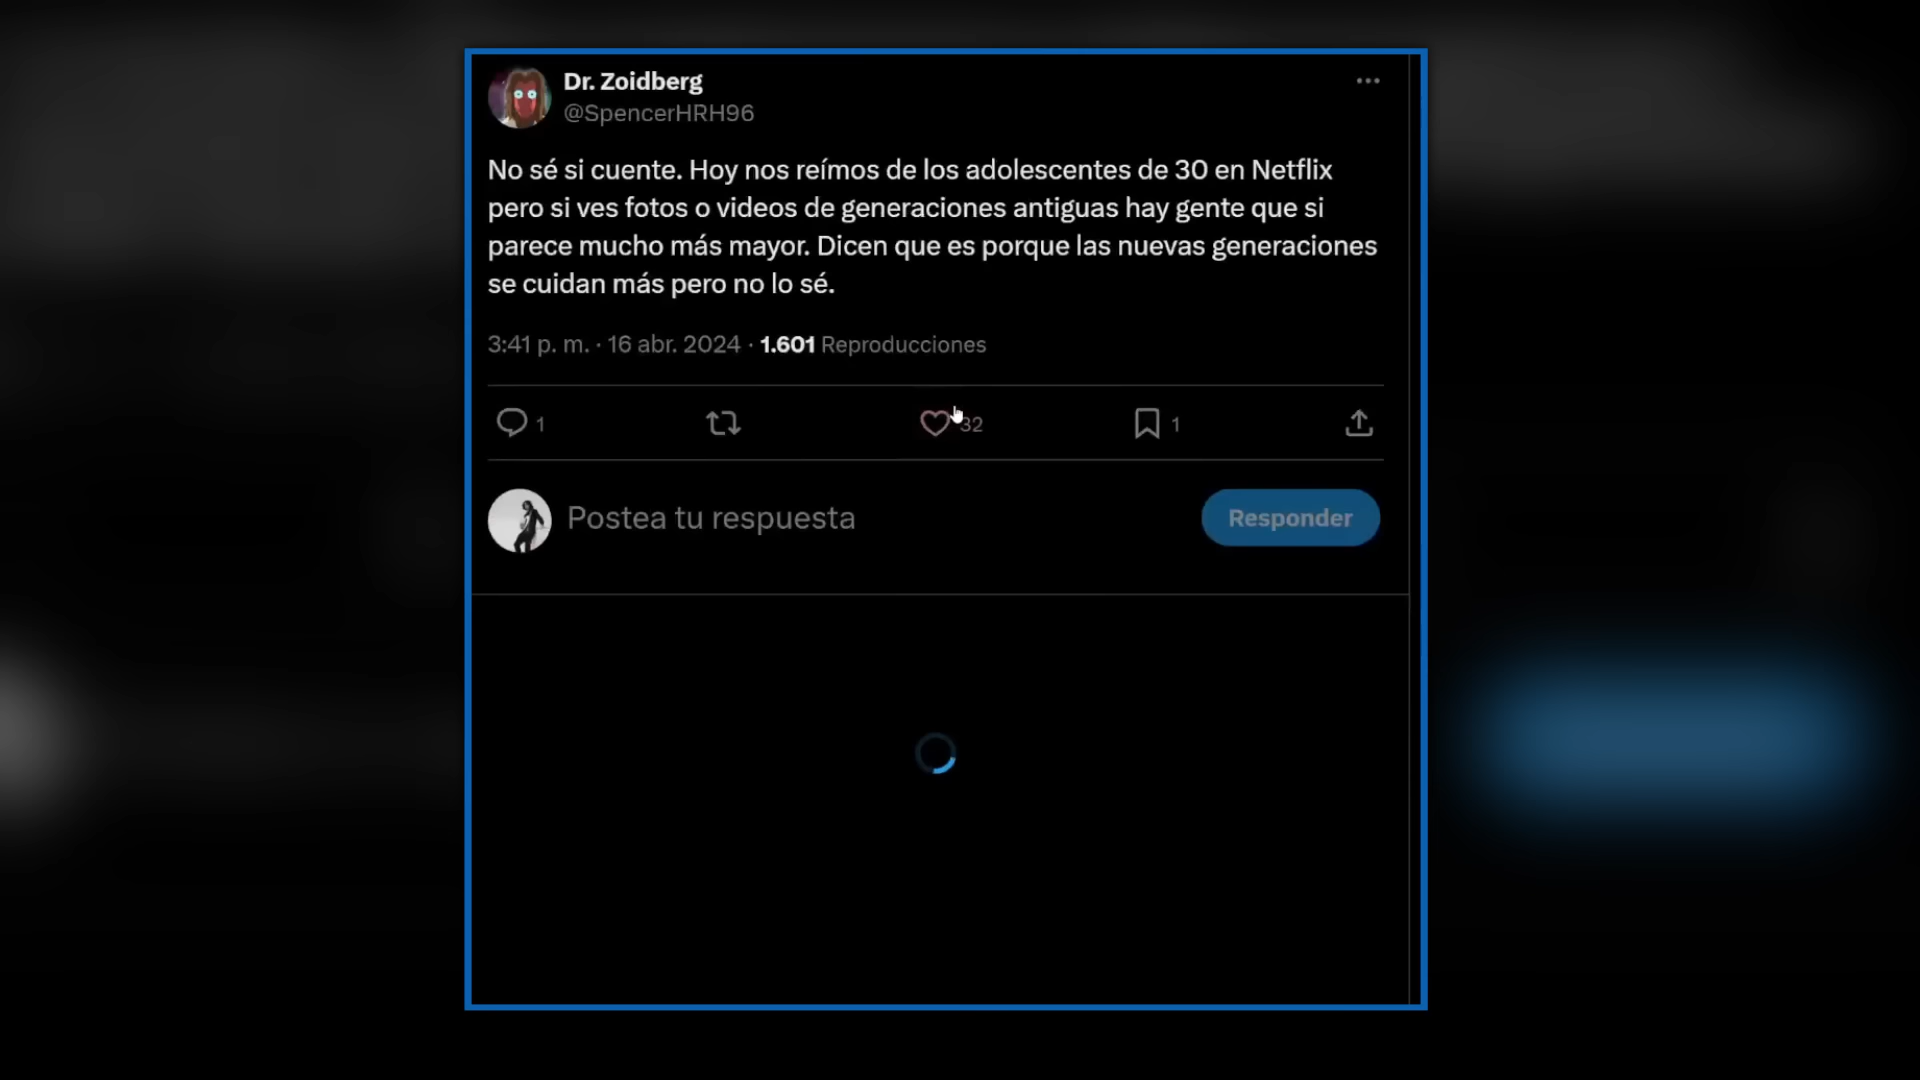 Dr. Zoidberg
@SpencerHRH96
No sé si cuente. Hoy nos reímos de los adolescentes de 30 en Netflix
pero si ves fotos o videos de generaciones antiguas hay gente que si
parece mucho más mayor. Dicen que es porque las nuevas generaciones
se cuidan más pero no lo sé.
3:41 p. m. · 16 abr. 2024 · 1.601 Reproducciones
1 32 1
Postea tu respuesta Responder